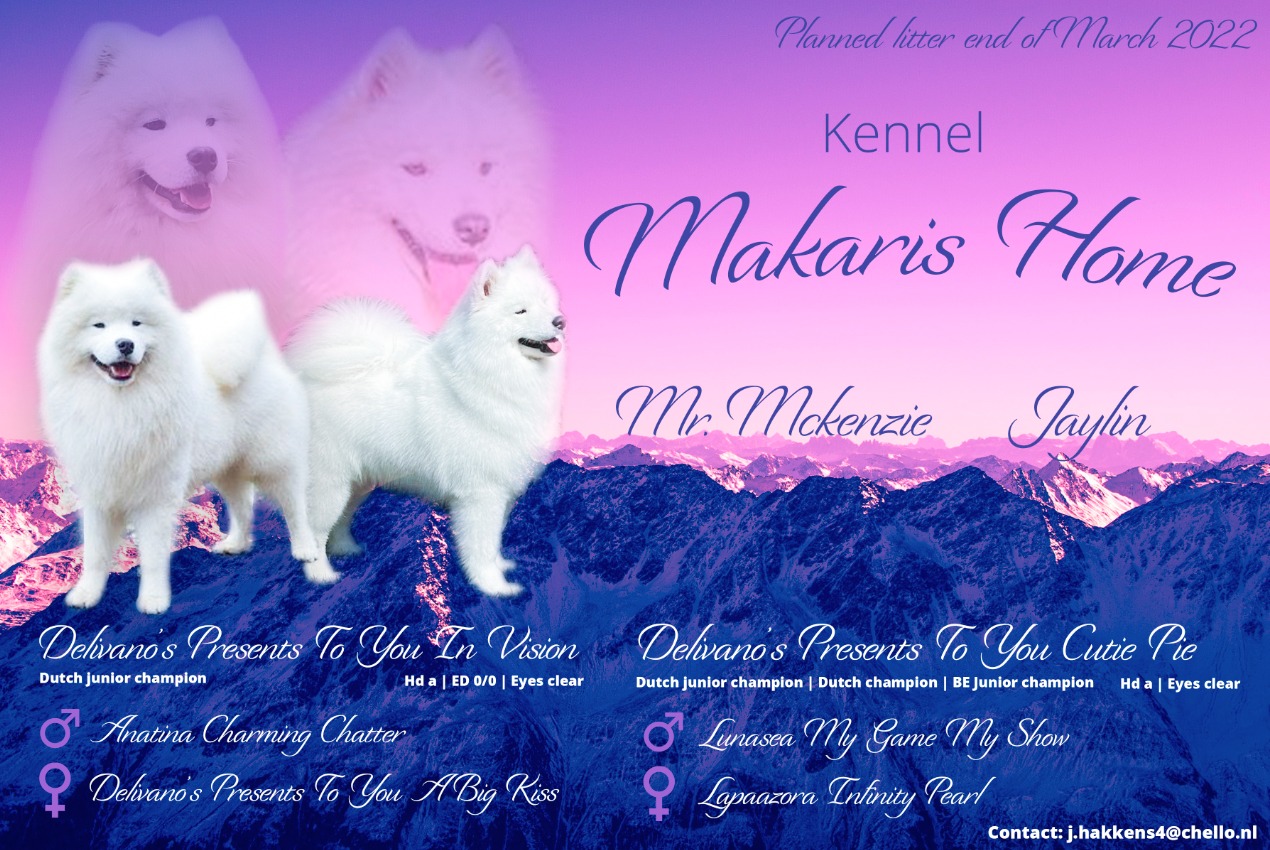 Planned litter end of March 2022
Kennel
Makaris Home
Mr. Mckenzie Jaylin
Delivano's Presents To You In Vision
Dutch junior champion Hd a | ED 0/0 | Eyes clear
♂ Anatina Charming Chatter
♀ Delivano's Presents To You A Big Kiss
Delivano's Presents To You Cutie Pie
Dutch junior champion | Dutch champion | BE Junior champion Hd a | Eyes clear
♂ Lunasea My Game My Show
♀ Lapaazora Infinity Pearl
Contact: j.hakkens4@chello.nl